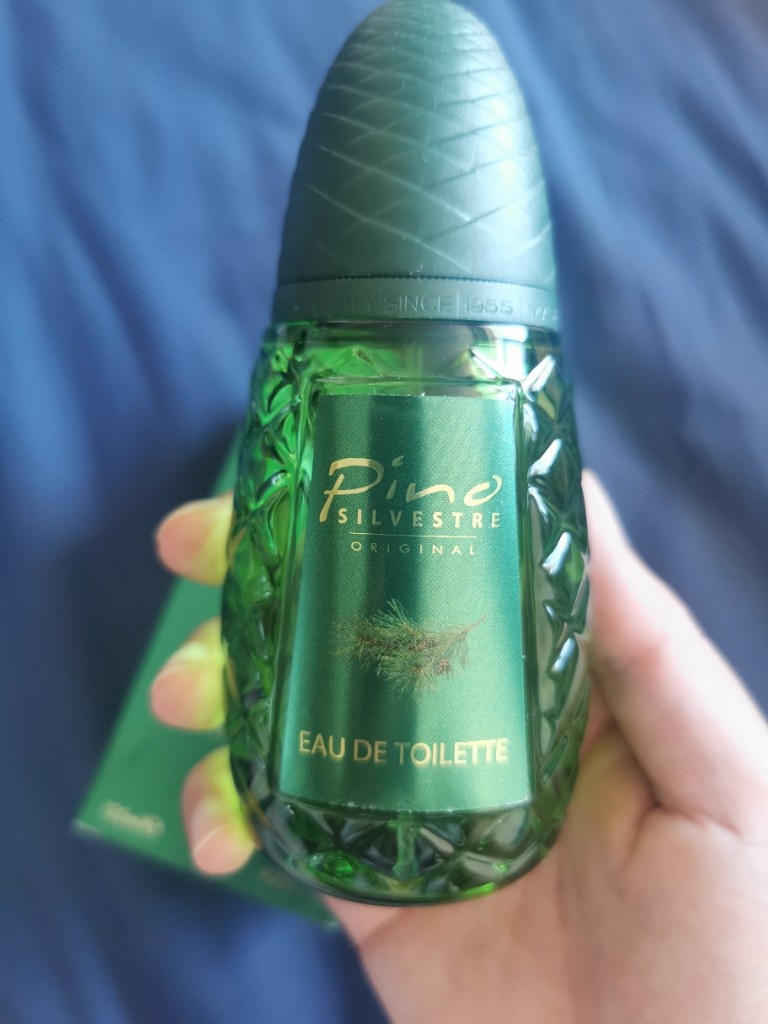 SINCE 1955
Pino
SILVESTRE
ORIGINAL
EAU DE TOILETTE